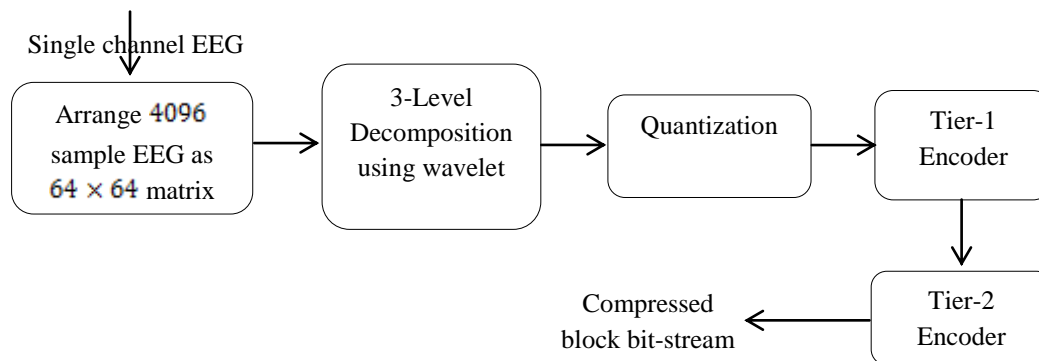 Single channel EEG
Arrange 4096
sample EEG as
64 × 64 matrix
3-Level
Decomposition
using wavelet
Quantization
Tier-1
Encoder
Tier-2
Encoder
Compressed
block bit-stream